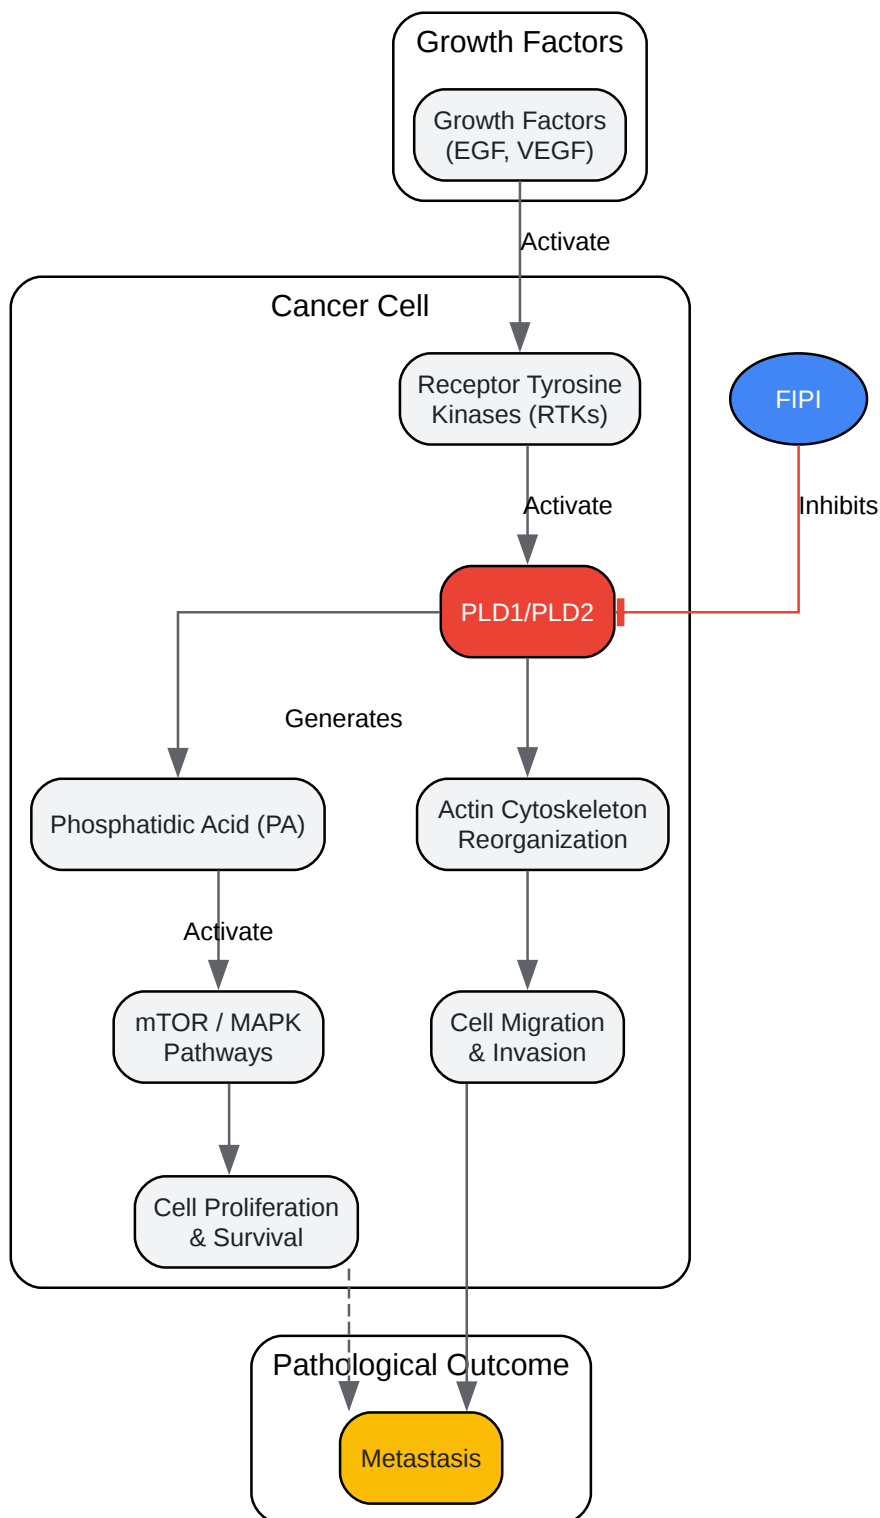 Growth Factors
Growth Factors
(EGF, VEGF)
Activate
Cancer Cell
Receptor Tyrosine
Kinases (RTKs)
FIPI
Activate
Inhibits
PLD1/PLD2
Generates
Phosphatidic Acid (PA)
Actin Cytoskeleton
Reorganization
Activate
mTOR / MAPK
Pathways
Cell Migration
& Invasion
Cell Proliferation
& Survival
Pathological Outcome
Metastasis